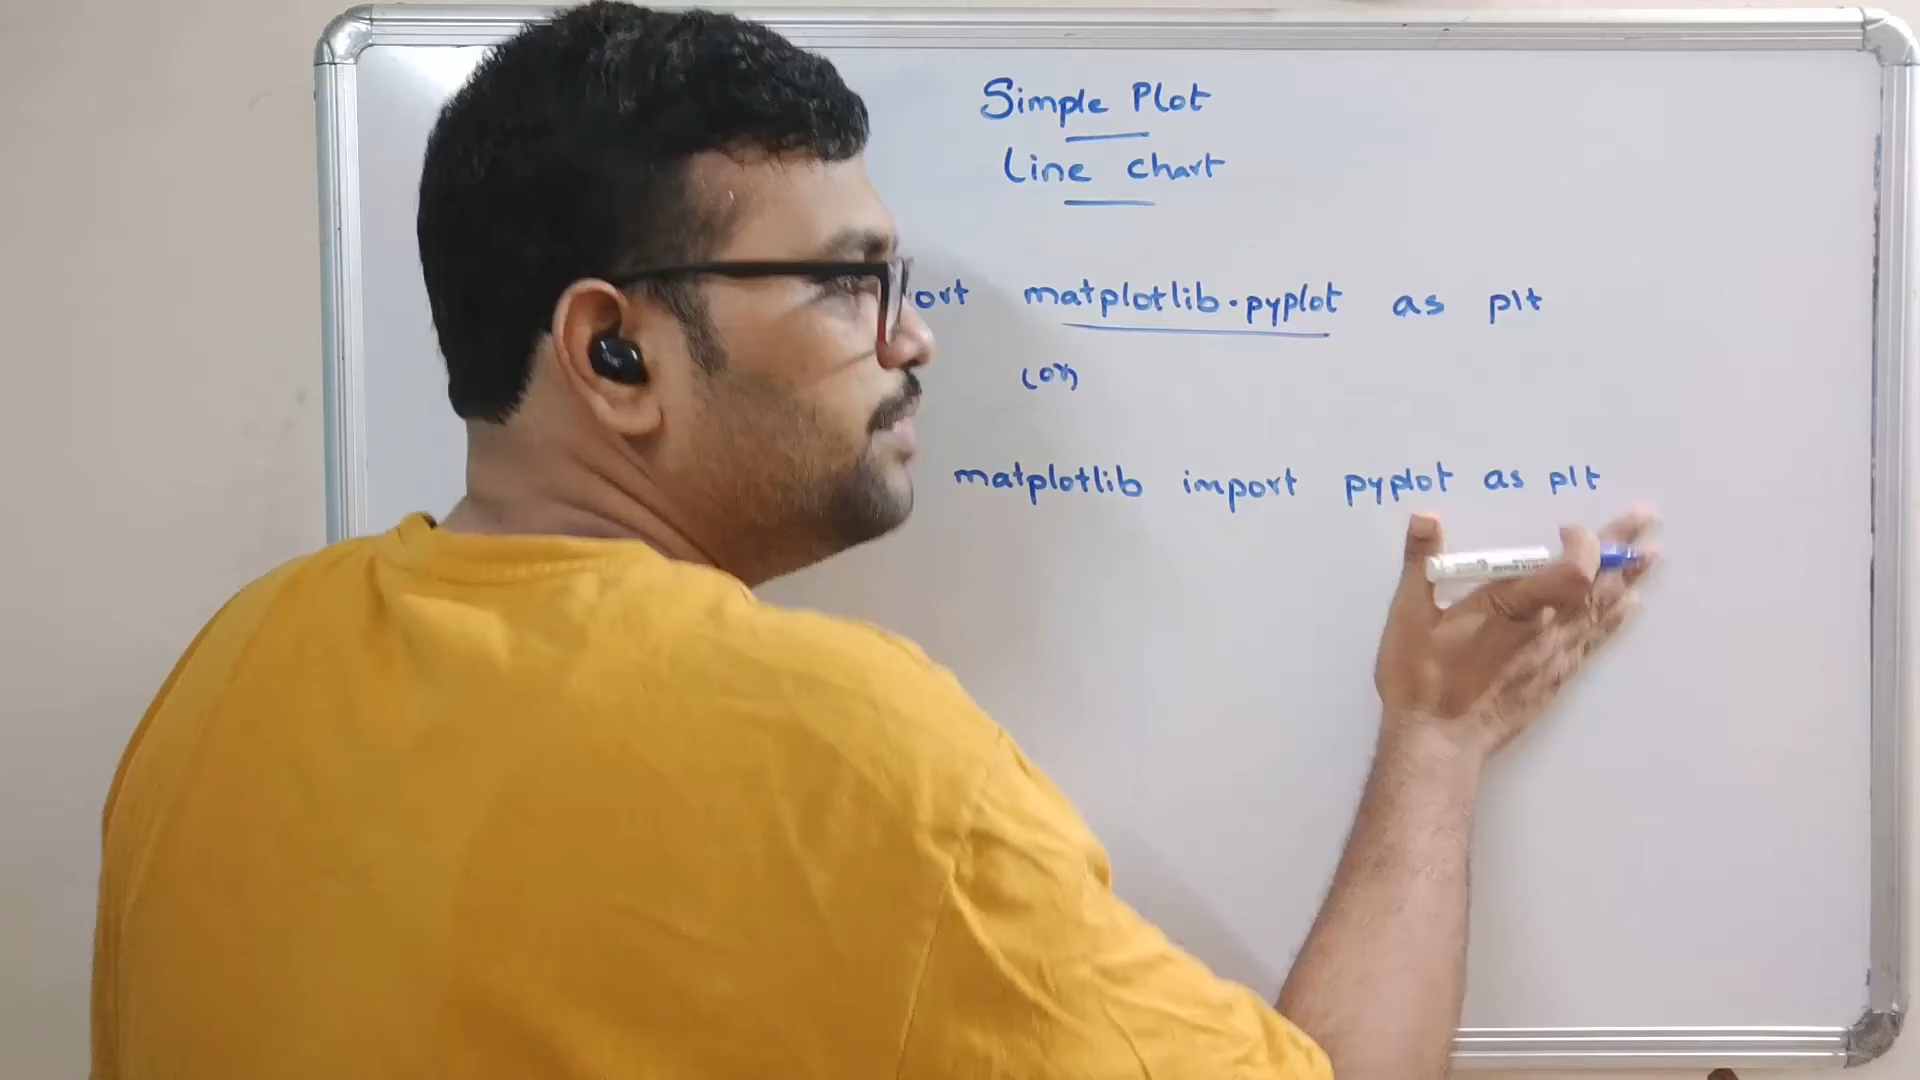 Simple Plot
Line chart
ort matplotlib.pyplot as plt
(or)
matplotlib import pyplot as plt